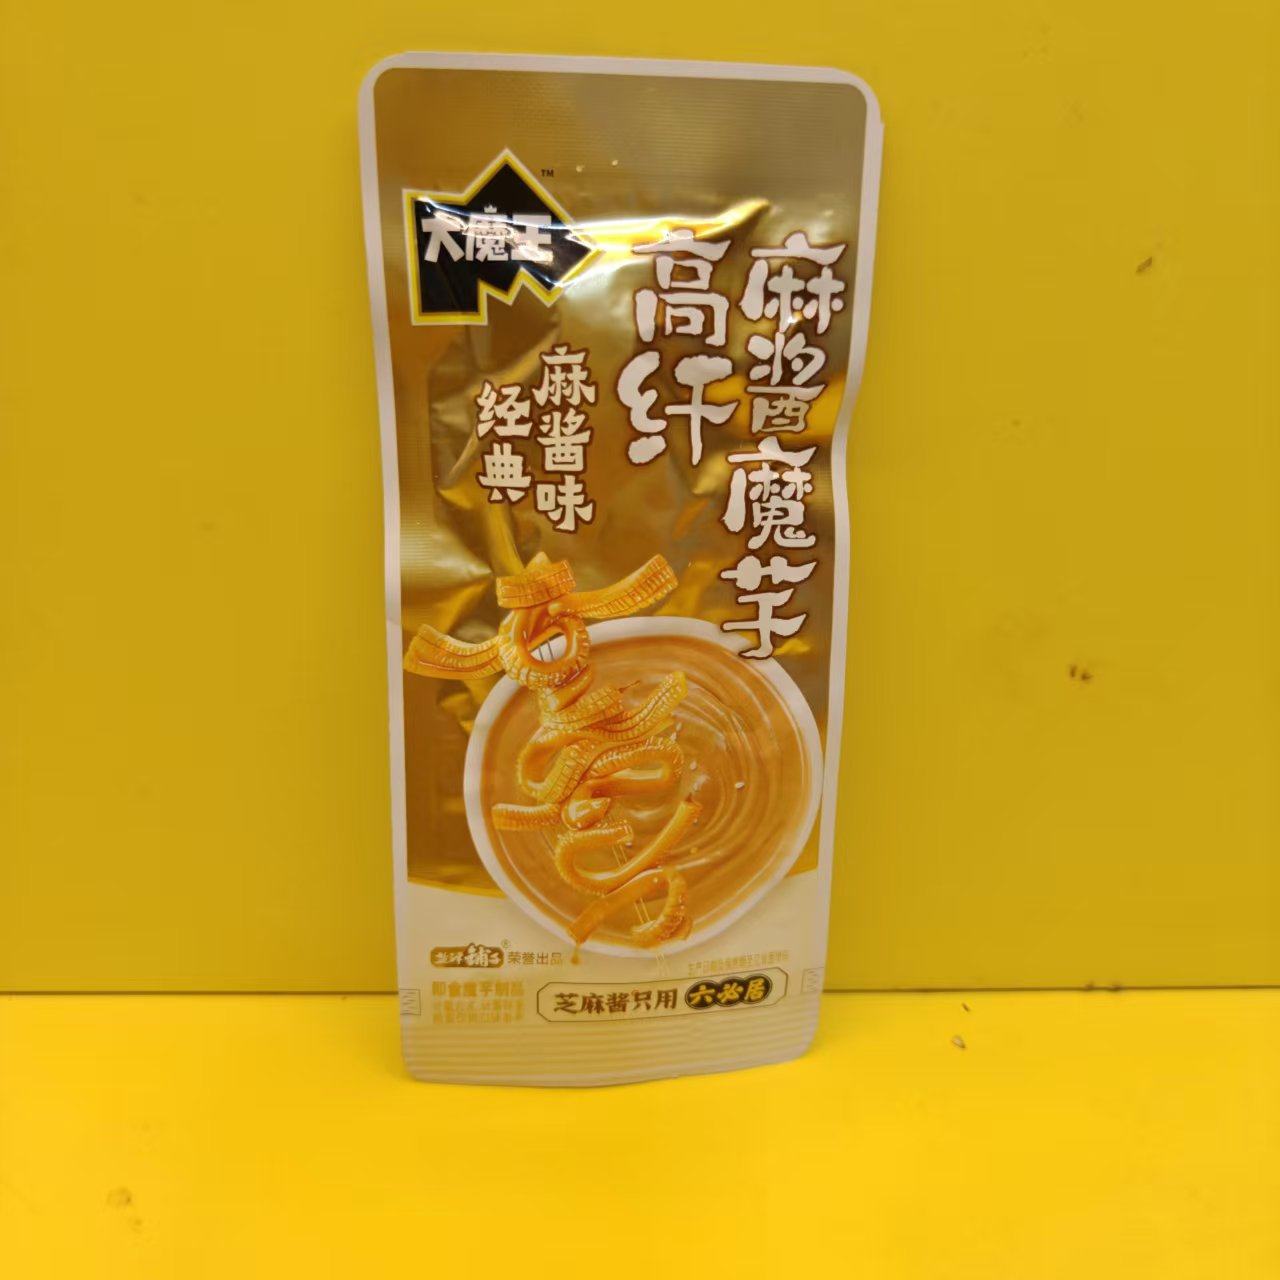 大魔王
TM
高纤
麻酱魔芋
经典
麻酱味
盐津铺子®荣誉出品
即食魔芋制品
芝麻酱只用六必居